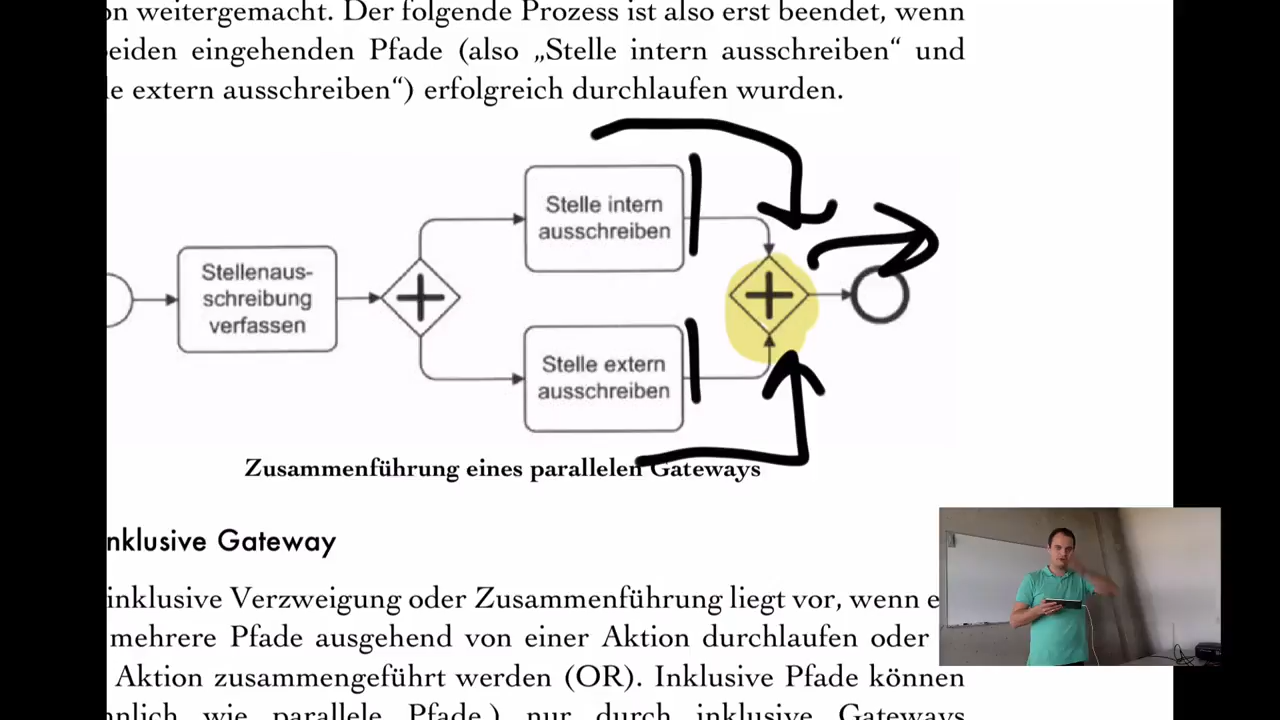 weitergemacht. Der folgende Prozess ist also erst beendet, wenn
eingehenden Pfade (also „Stelle intern ausschreiben“ und
extern ausschreiben“) erfolgreich durchlaufen wurden.
Stellenaus-
schreibung
verfassen
Stelle intern
ausschreiben
Stelle extern
ausschreiben
Zusammenführung eines parallelen Gateways
nklusive Gateway
inklusive Verzweigung oder Zusammenführung liegt vor, wenn
mehrere Pfade ausgehend von einer Aktion durchlaufen oder
Aktion zusammengeführt werden (OR). Inklusive Pfade können
wie parallele Pfade) nur durch inklusive Gateways